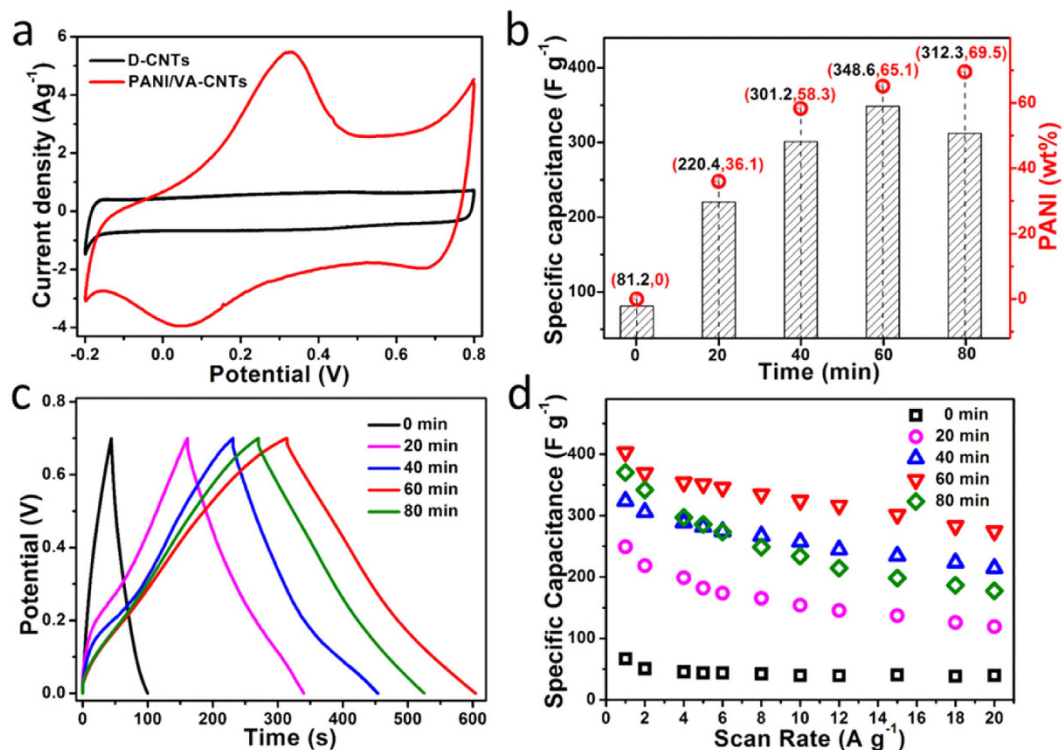 a
6
4
2
0
-2
-4
Current density (Ag-1)
D-CNTs
PANI/VA-CNTs
-0.2 0.0 0.2 0.4 0.6 0.8
Potential (V)
b
400
300
200
100
Specific capacitance (F g-1)
(81.2,0)
(220.4,36.1)
(301.2,58.3)
(348.6,65.1)
(312.3,69.5)
60
40
20
0
PANI (wt%)
0 20 40 60 80
Time (min)
c
0.8
0.6
0.4
0.2
0.0
Potential (V)
0 min
20 min
40 min
60 min
80 min
0 100 200 300 400 500 600
Time (s)
d
400
300
200
100
0
Specific Capacitance (F g-1)
0 min
20 min
40 min
60 min
80 min
0 2 4 6 8 10 12 14 16 18 20
Scan Rate (A g-1)